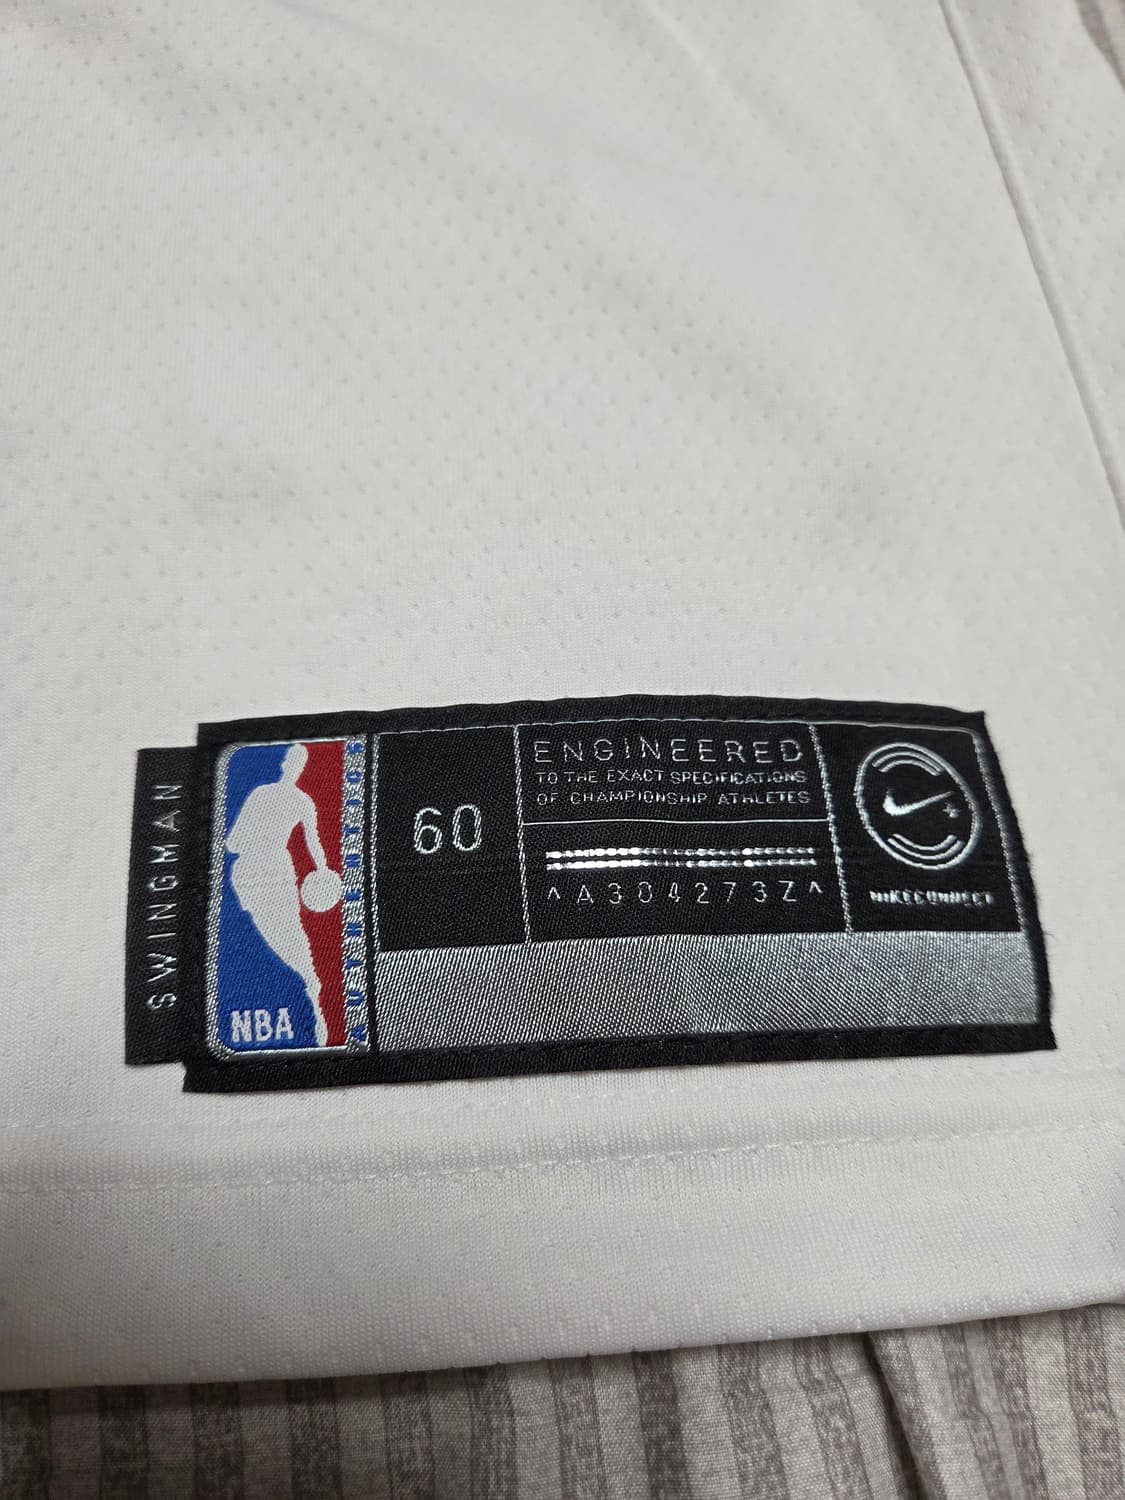 SWINGMAN
NBA
AUTHENTICS
60
ENGINEERED
TO THE EXACT SPECIFICATIONS
OF CHAMPIONSHIP ATHLETES
^A304273Z^
NIKECONNECT